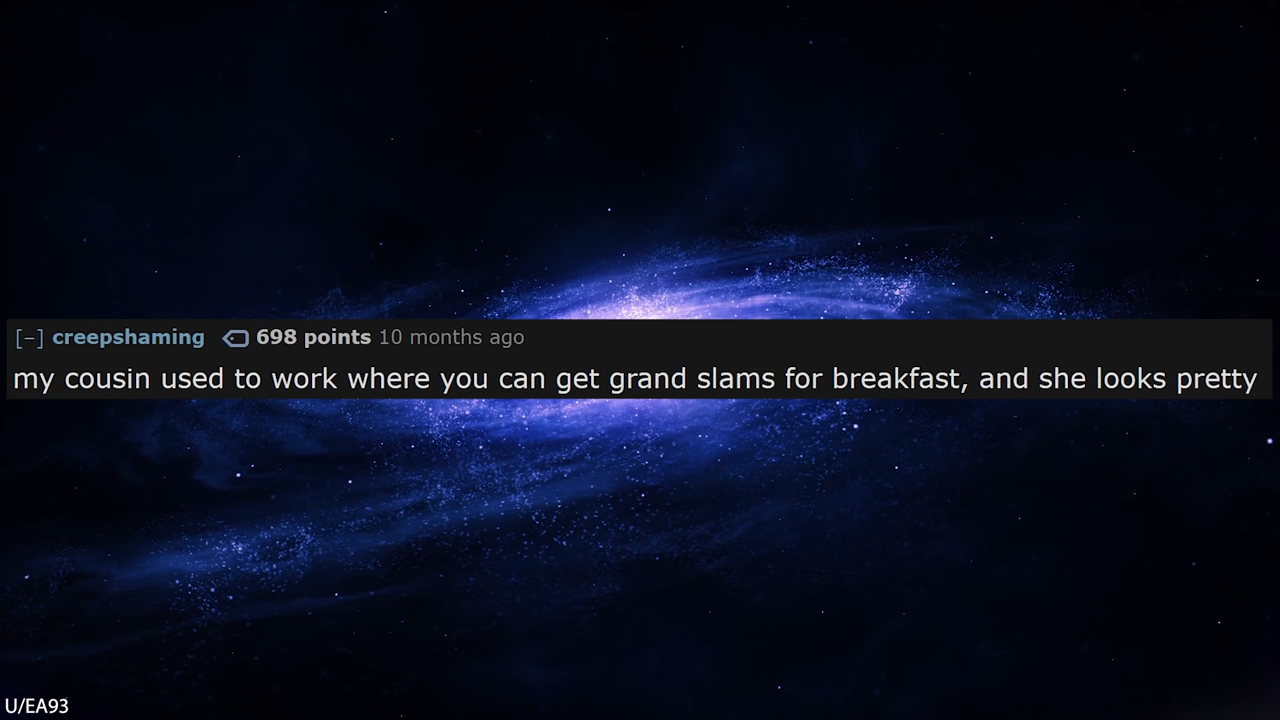 [–] creepshaming 698 points 10 months ago
my cousin used to work where you can get grand slams for breakfast, and she looks pretty
U/EA93